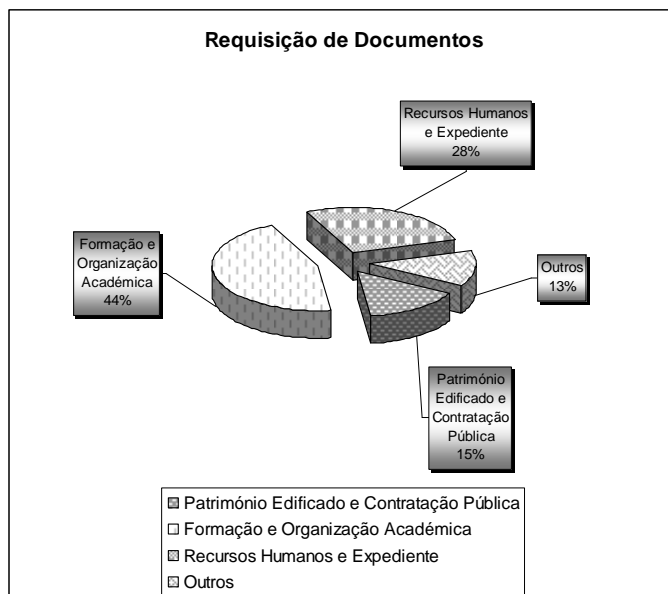 Requisição de Documentos
Recursos Humanos
e Expediente
28%
Formação e
Organização
Académica
44%
Outros
13%
Património
Edificado e
Contratação
Pública
15%
Património Edificado e Contratação Pública
Formação e Organização Académica
Recursos Humanos e Expediente
Outros